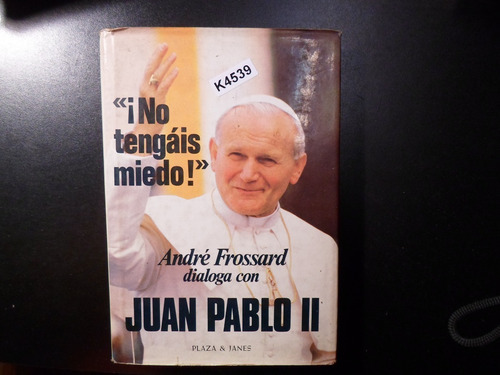 K4539
«¡No
tengáis
miedo!»
André Frossard
dialoga con
JUAN PABLO II
PLAZA & JANES